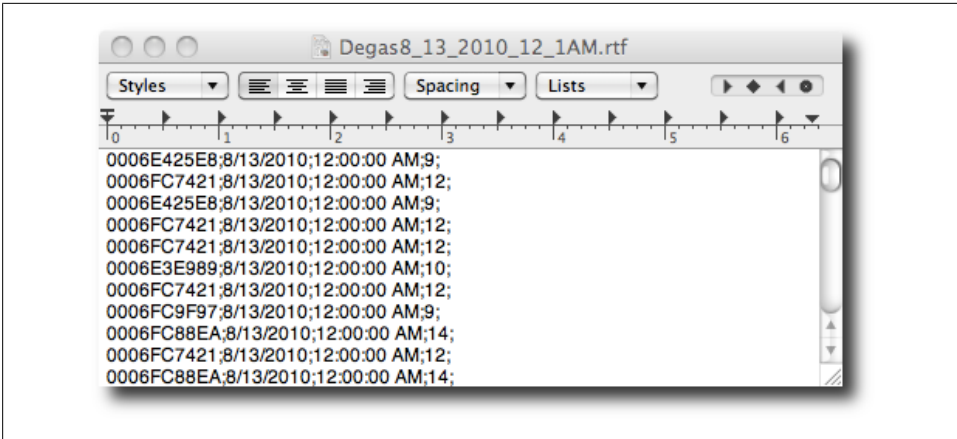 Degas8_13_2010_12_1AM.rtf
Styles Spacing Lists
0 1 2 3 4 5 6
0006E425E8;8/13/2010;12:00:00 AM;9;
0006FC7421;8/13/2010;12:00:00 AM;12;
0006E425E8;8/13/2010;12:00:00 AM;9;
0006FC7421;8/13/2010;12:00:00 AM;12;
0006FC7421;8/13/2010;12:00:00 AM;12;
0006E3E989;8/13/2010;12:00:00 AM;10;
0006FC7421;8/13/2010;12:00:00 AM;12;
0006FC9F97;8/13/2010;12:00:00 AM;9;
0006FC88EA;8/13/2010;12:00:00 AM;14;
0006FC7421;8/13/2010;12:00:00 AM;12;
0006FC88EA;8/13/2010;12:00:00 AM;14;